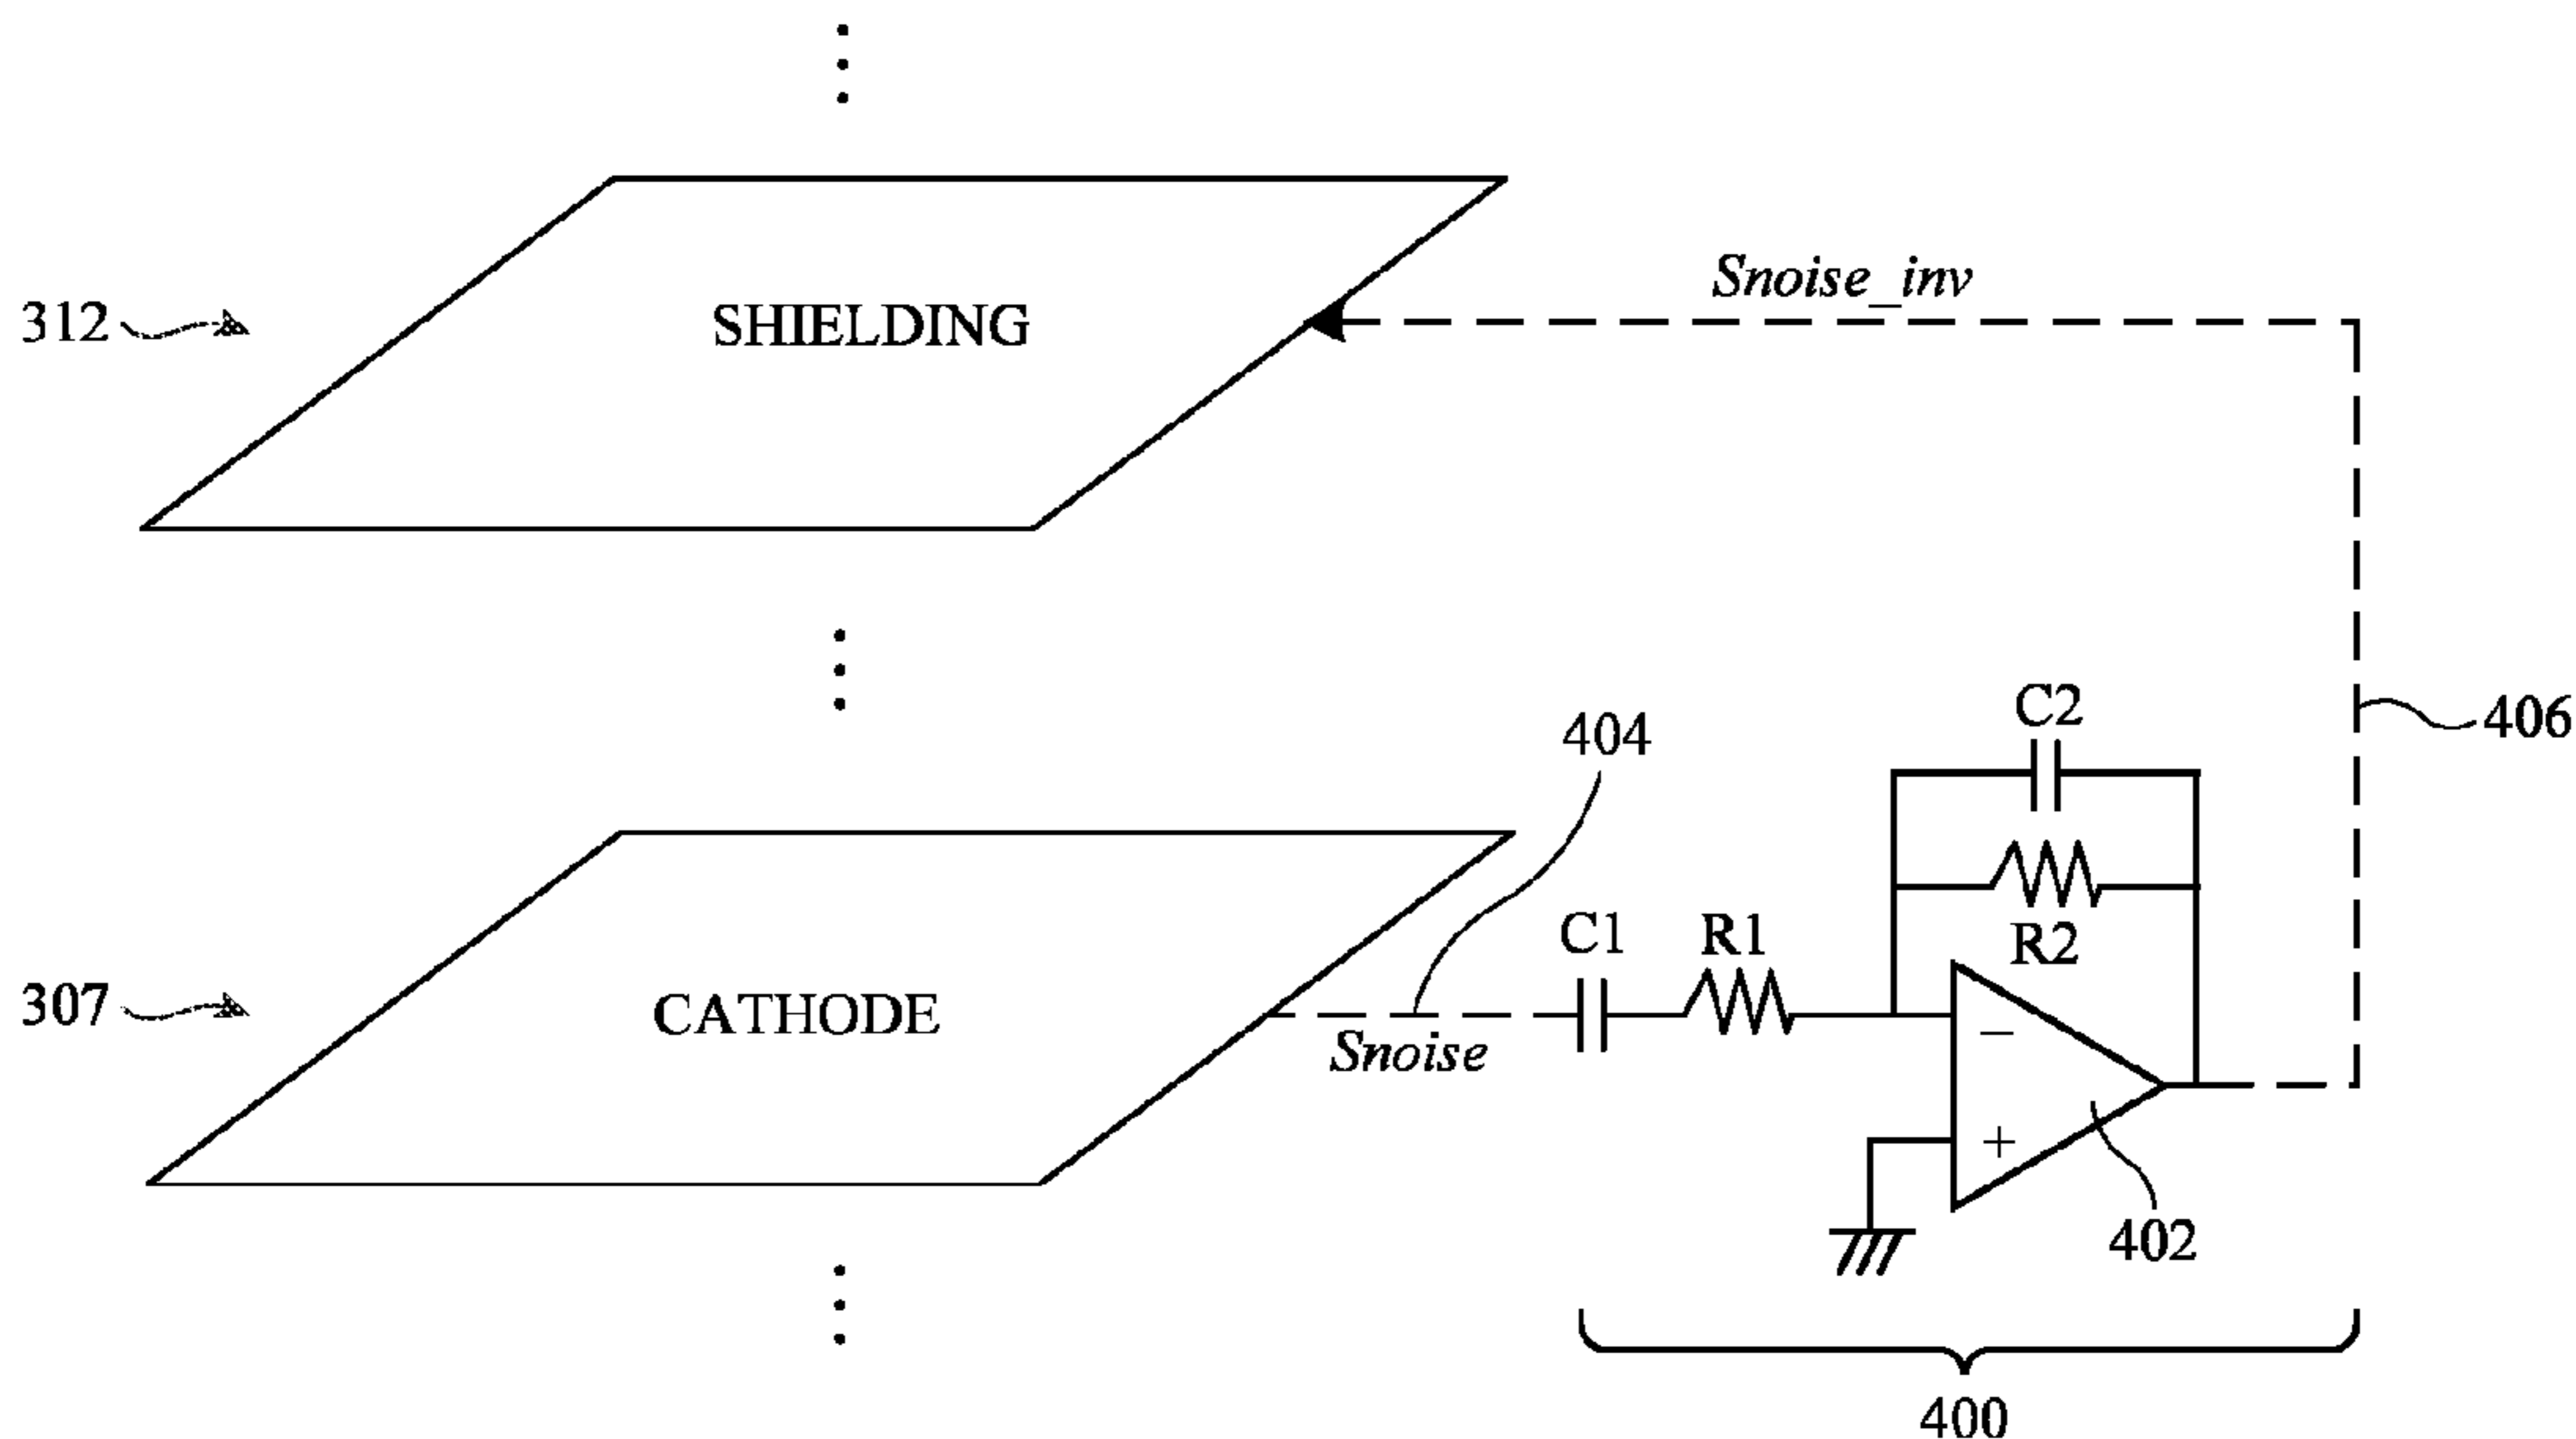 Snoise_inv
312
SHIELDING
C2
404
406
C1
R1
R2
307
CATHODE
Snoise
−
+
402
400